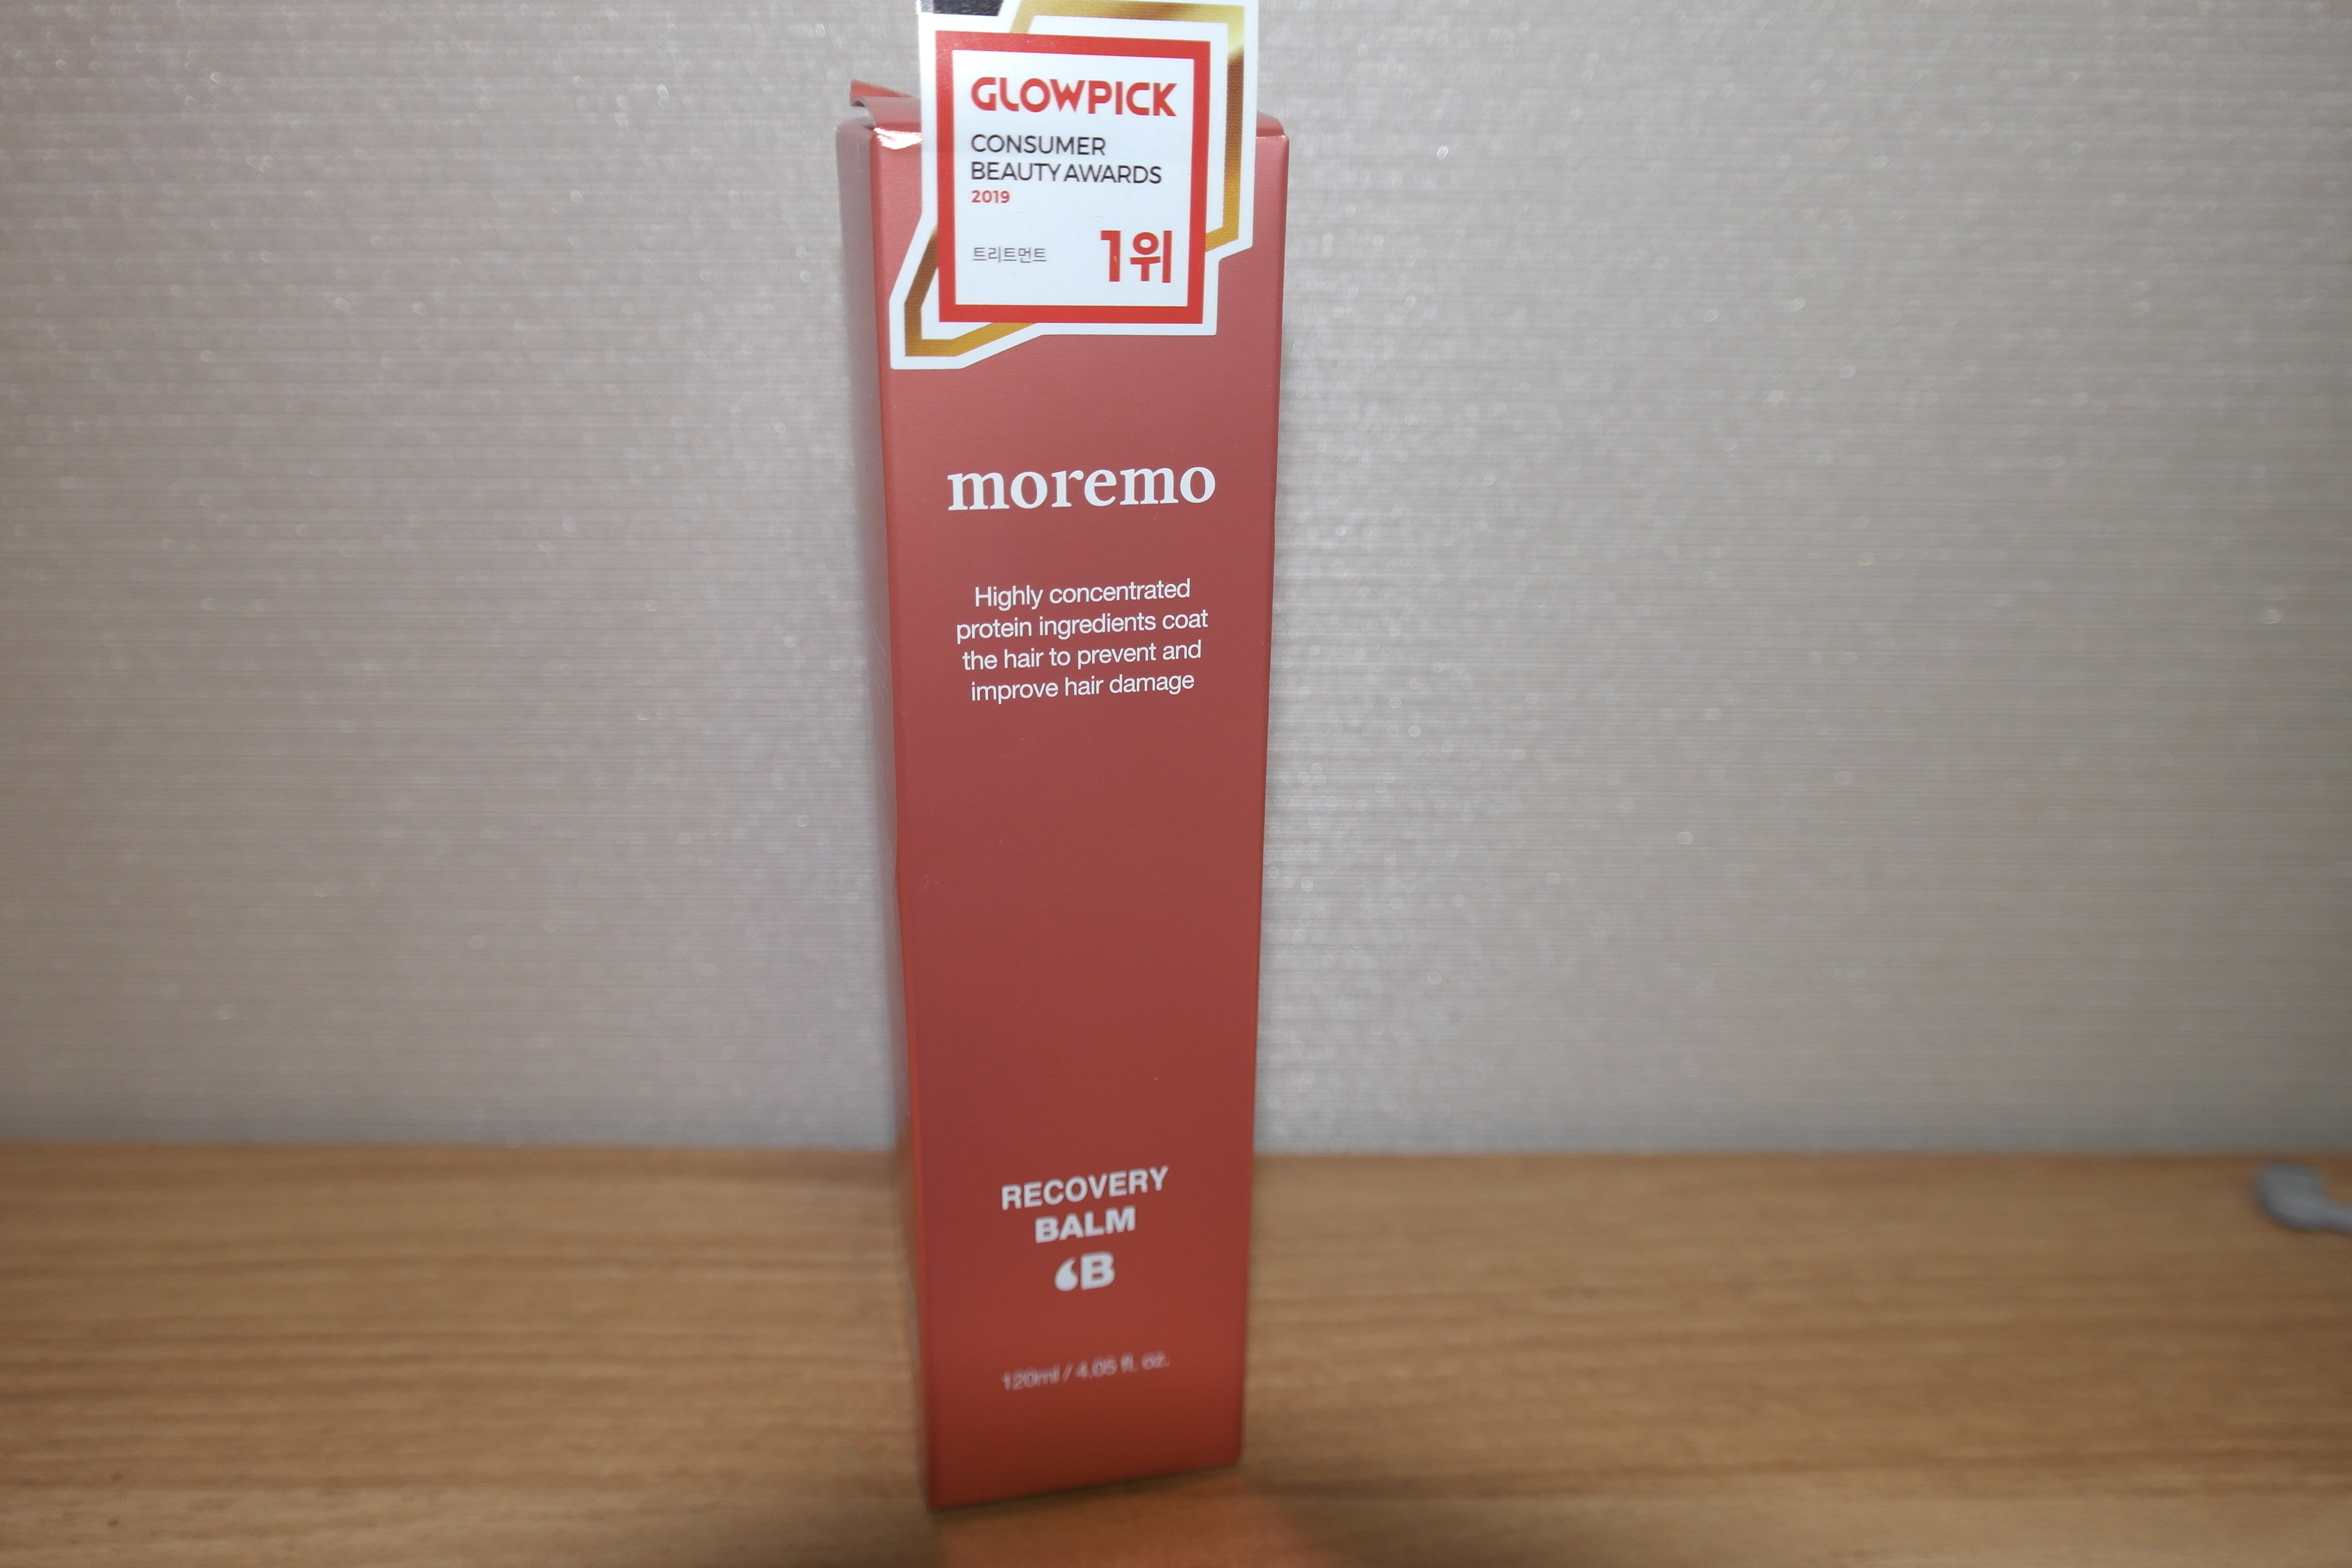 GLOWPICK
CONSUMER
BEAUTY AWARDS
2019
트리트먼트 1위
moremo
Highly concentrated
protein ingredients coat
the hair to prevent and
improve hair damage
RECOVERY
BALM
B
120ml / 4.05 fl. oz.